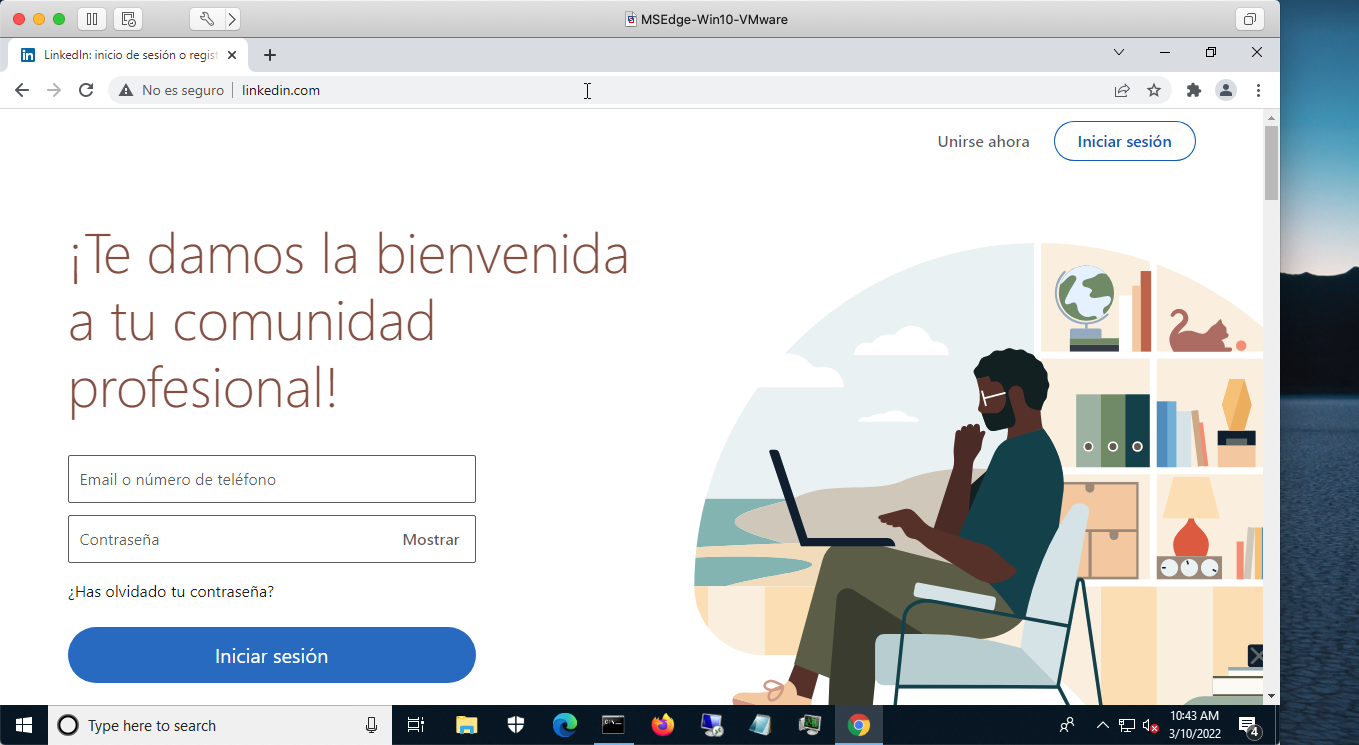 MSEdge-Win10-VMware
in LinkedIn: inicio de sesión o regist
No es seguro linkedin.com
Unirse ahora Iniciar sesión
¡Te damos la bienvenida
a tu comunidad
profesional!
Email o número de teléfono
Contraseña Mostrar
¿Has olvidado tu contraseña?
Iniciar sesión
Type here to search
10:43 AM
3/10/2022
4